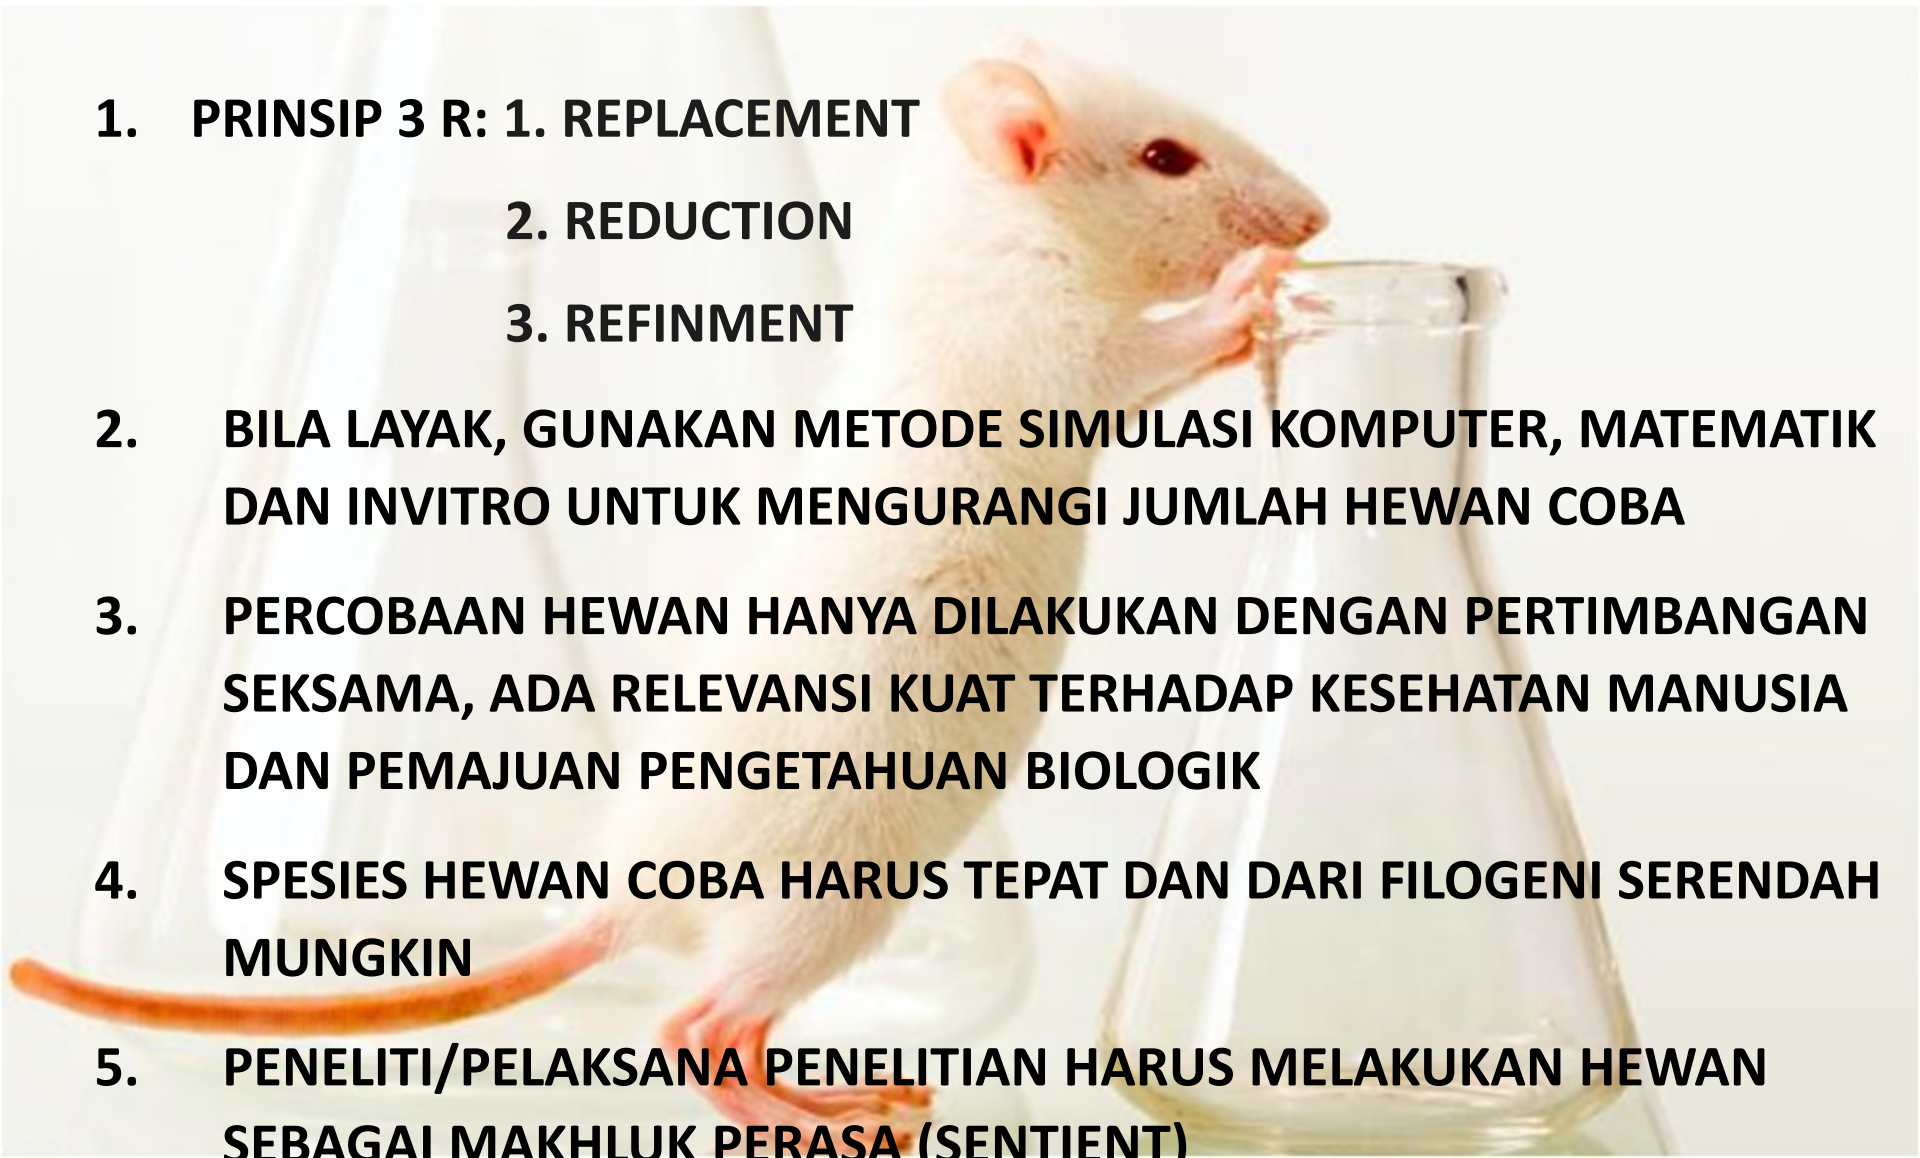 1. PRINSIP 3 R: 1. REPLACEMENT
2. REDUCTION
3. REFINMENT
2. BILA LAYAK, GUNAKAN METODE SIMULASI KOMPUTER, MATEMATIK
DAN INVITRO UNTUK MENGURANGI JUMLAH HEWAN COBA
3. PERCOBAAN HEWAN HANYA DILAKUKAN DENGAN PERTIMBANGAN
SEKSAMA, ADA RELEVANSI KUAT TERHADAP KESEHATAN MANUSIA
DAN PEMAJUAN PENGETAHUAN BIOLOGIK
4. SPESIES HEWAN COBA HARUS TEPAT DAN DARI FILOGENI SERENDAH
MUNGKIN
5. PENELITI/PELAKSANA PENELITIAN HARUS MELAKUKAN HEWAN
SEBAGAI MAKHLUK PERASA (SENTIENT)